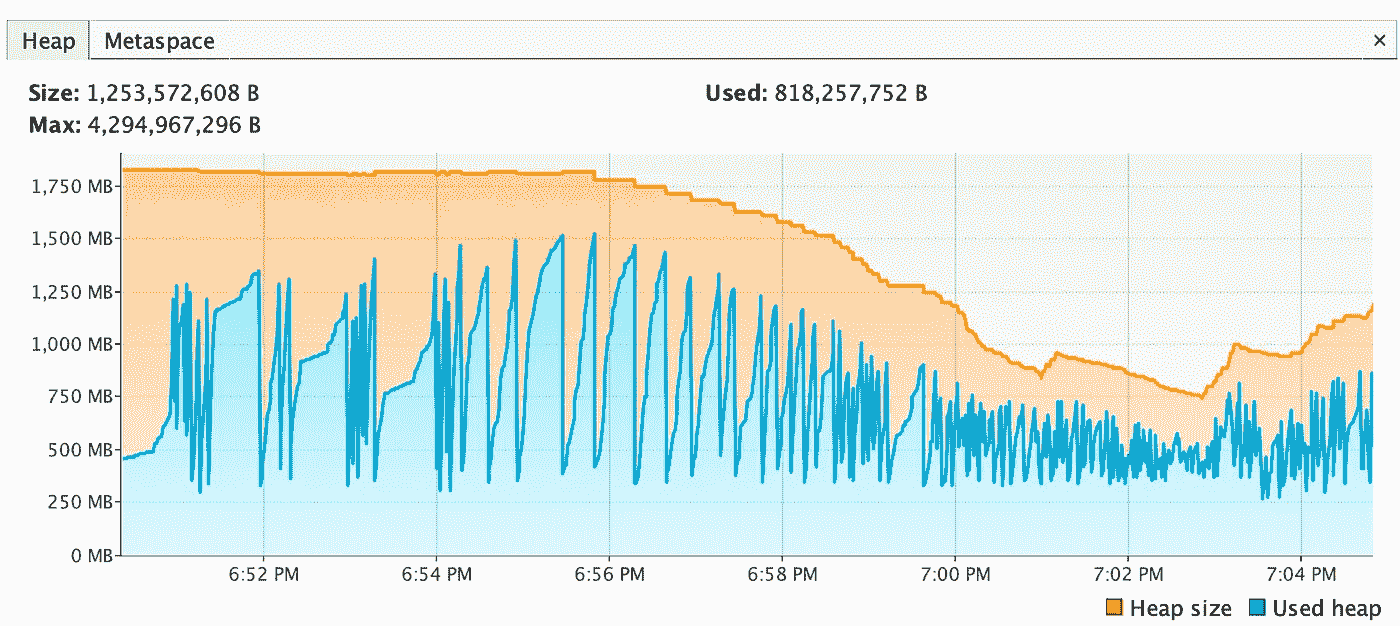 Heap Metaspace ×
Size: 1,253,572,608 B Used: 818,257,752 B
Max: 4,294,967,296 B
1,750 MB
1,500 MB
1,250 MB
1,000 MB
750 MB
500 MB
250 MB
0 MB
6:52 PM 6:54 PM 6:56 PM 6:58 PM 7:00 PM 7:02 PM 7:04 PM
Heap size Used heap